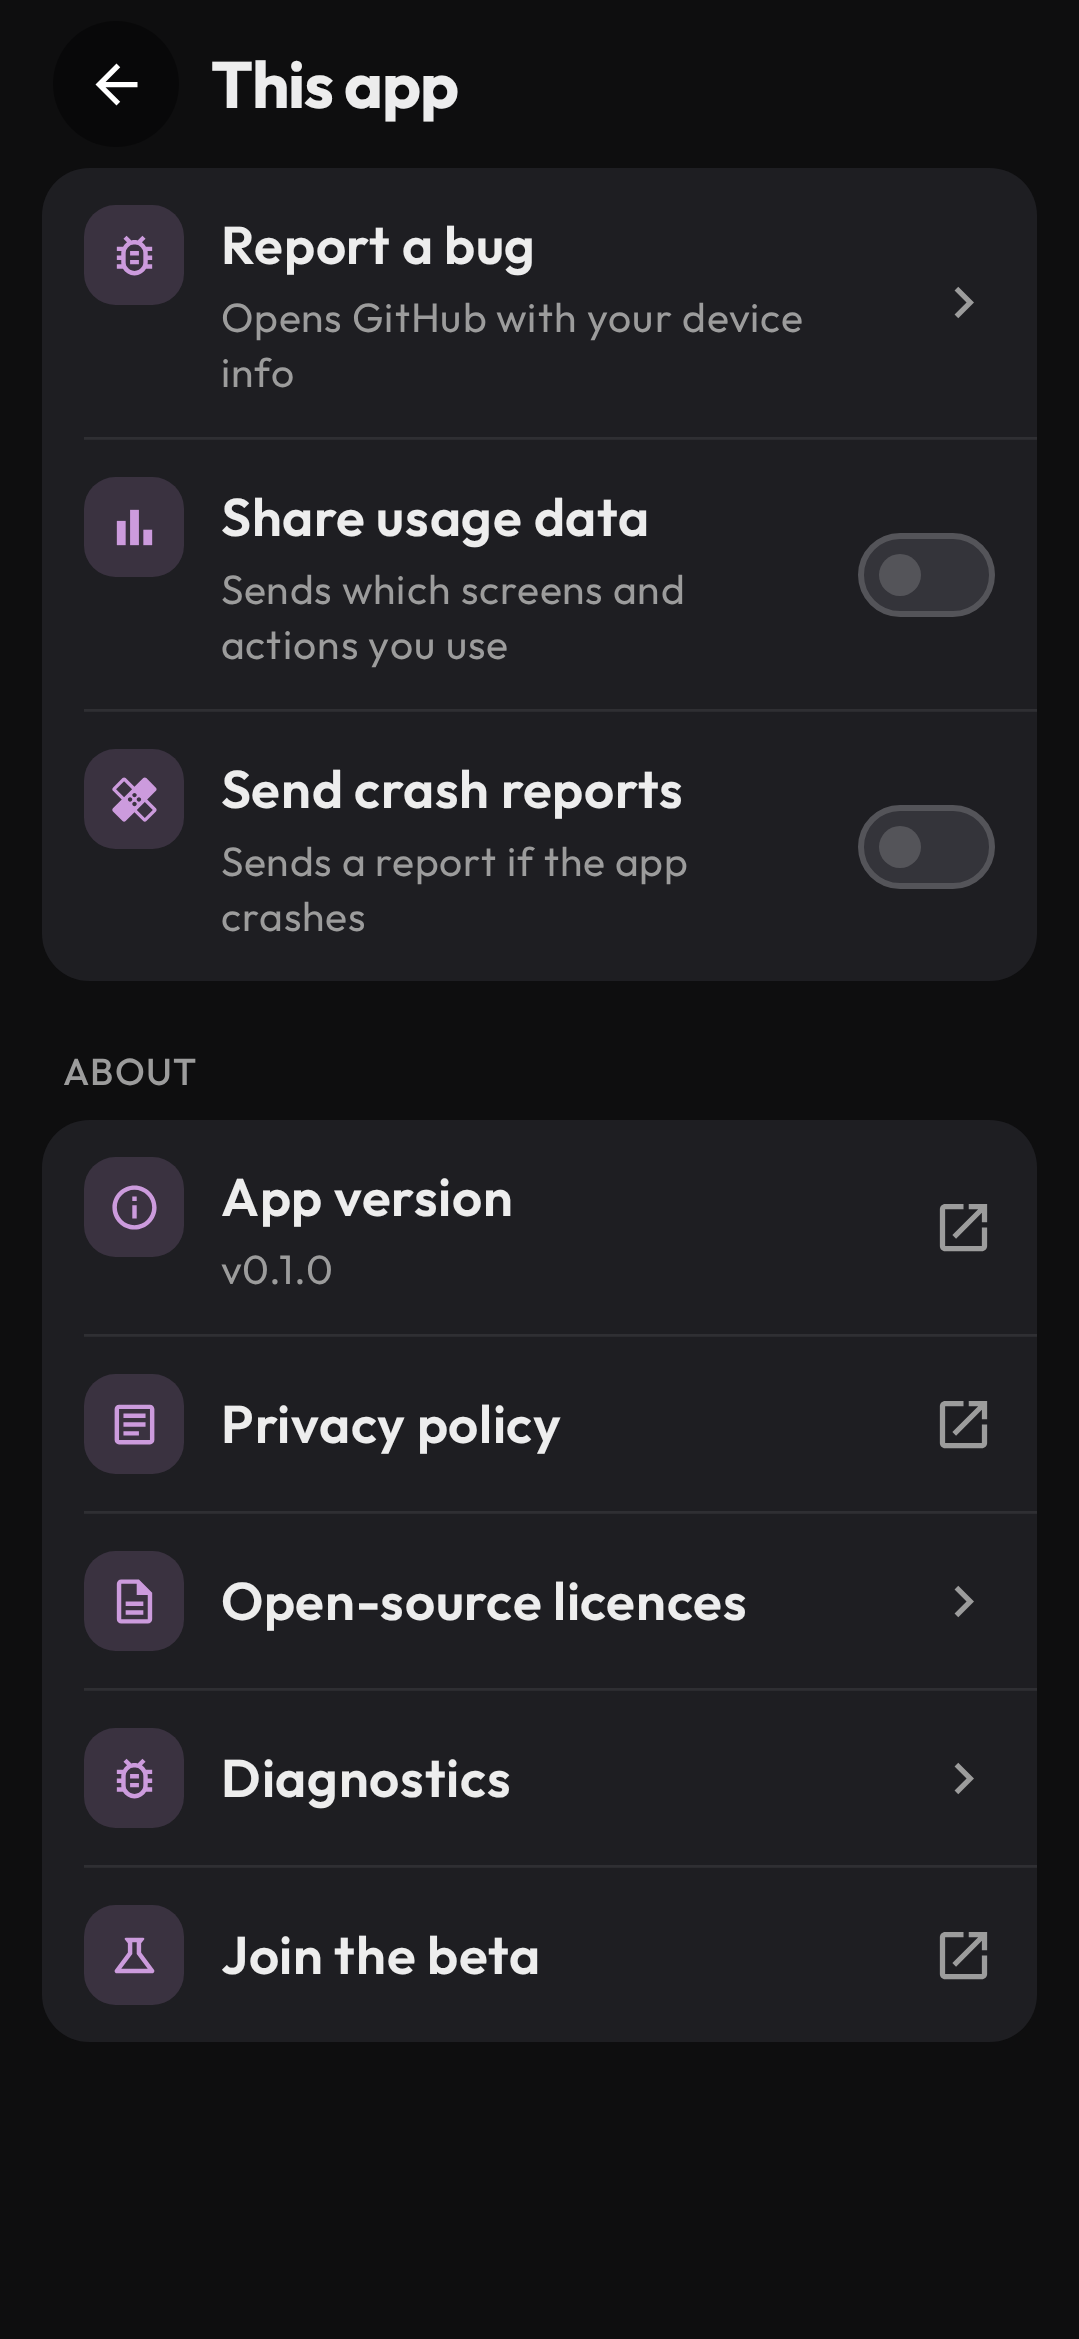 This app
Report a bug
Opens GitHub with your device
info
Share usage data
Sends which screens and
actions you use
Send crash reports
Sends a report if the app
crashes
ABOUT
App version
v0.1.0
Privacy policy
Open-source licences
Diagnostics
Join the beta